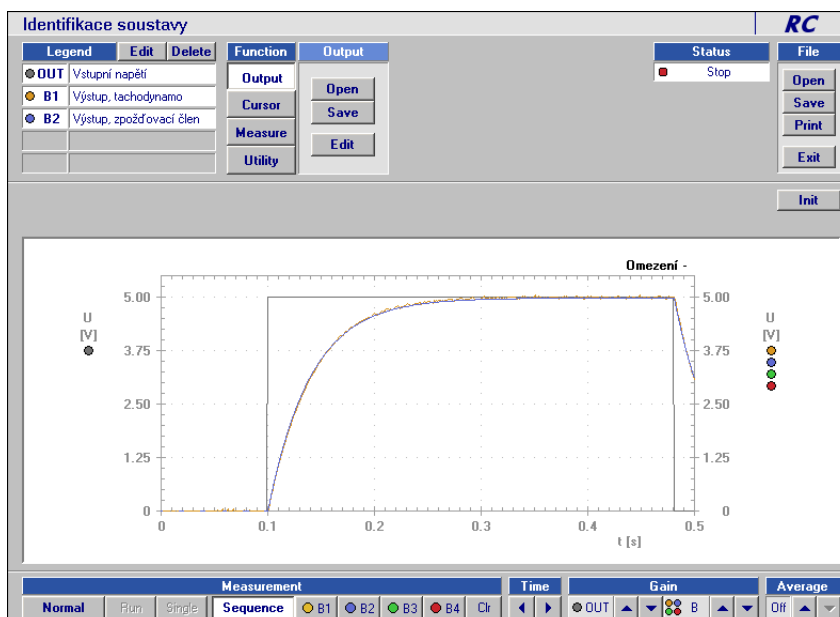 Identifikace soustavy
RC
Legend Edit Delete Function Output Status File
OUT Vstupní napětí
B1 Výstup, tachodynamo
B2 Výstup, zpožďovací člen
Output
Cursor
Measure
Utility
Open
Save
Edit
Stop
Open
Save
Print
Exit
Init
Omezení -
U
[V]
5.00
3.75
2.50
1.25
0
0 0.1 0.2 0.3 0.4 0.5
t [s]
5.00
3.75
2.50
1.25
0
U
[V]
Measurement Time Gain Average
Normal Run Single Sequence B1 B2 B3 B4 Clr OUT B Off